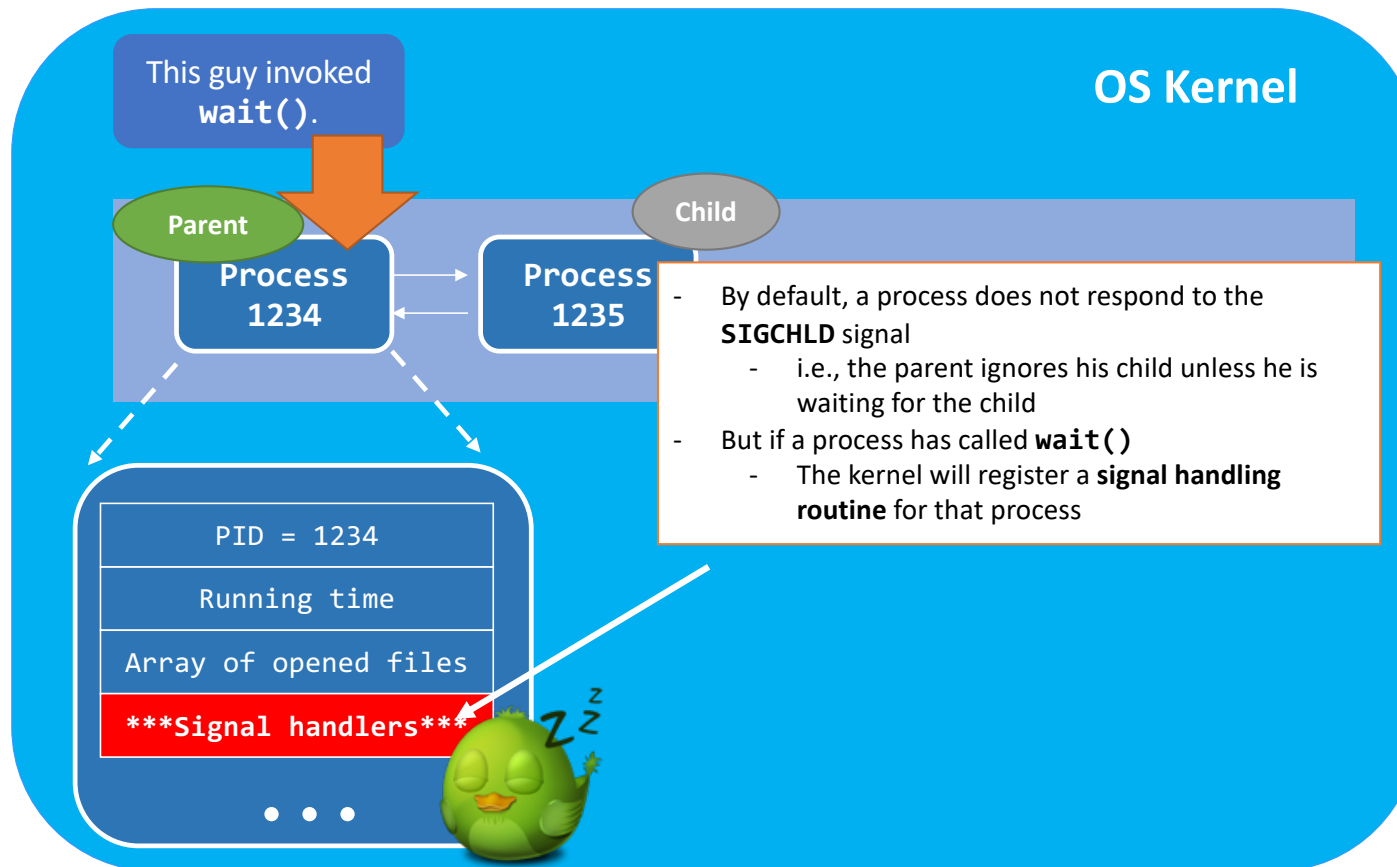 This guy invoked
wait().
OS Kernel
Parent
Child
Process
1234
Process
1235
- By default, a process does not respond to the
SIGCHLD signal
- i.e., the parent ignores his child unless he is
waiting for the child
- But if a process has called wait()
- The kernel will register a signal handling
routine for that process
PID = 1234
Running time
Array of opened files
***Signal handlers***
z
z
z
• • •